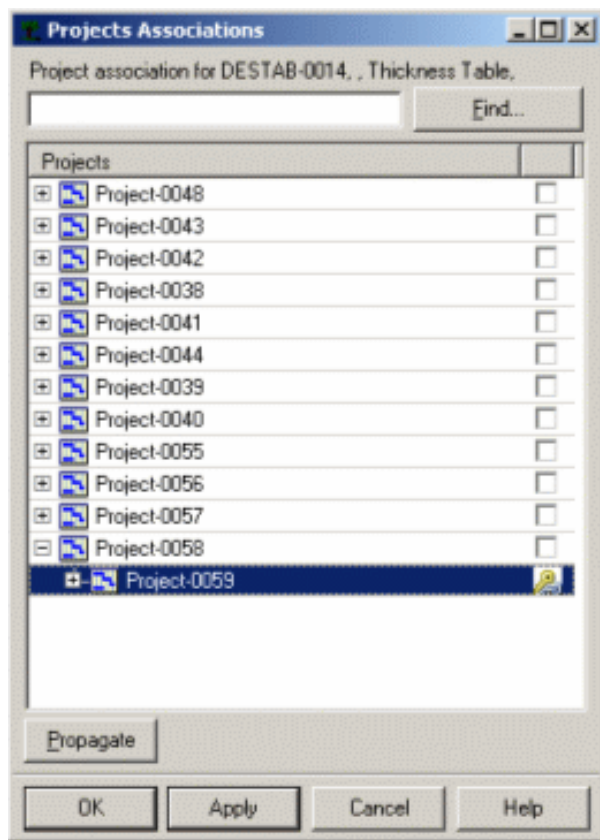 Projects Associations
Project association for DESTAB-0014, , Thickness Table,
Find...
Projects
Project-0048
Project-0043
Project-0042
Project-0038
Project-0041
Project-0044
Project-0039
Project-0040
Project-0055
Project-0056
Project-0057
Project-0058
Project-0059
Propagate
OK Apply Cancel Help